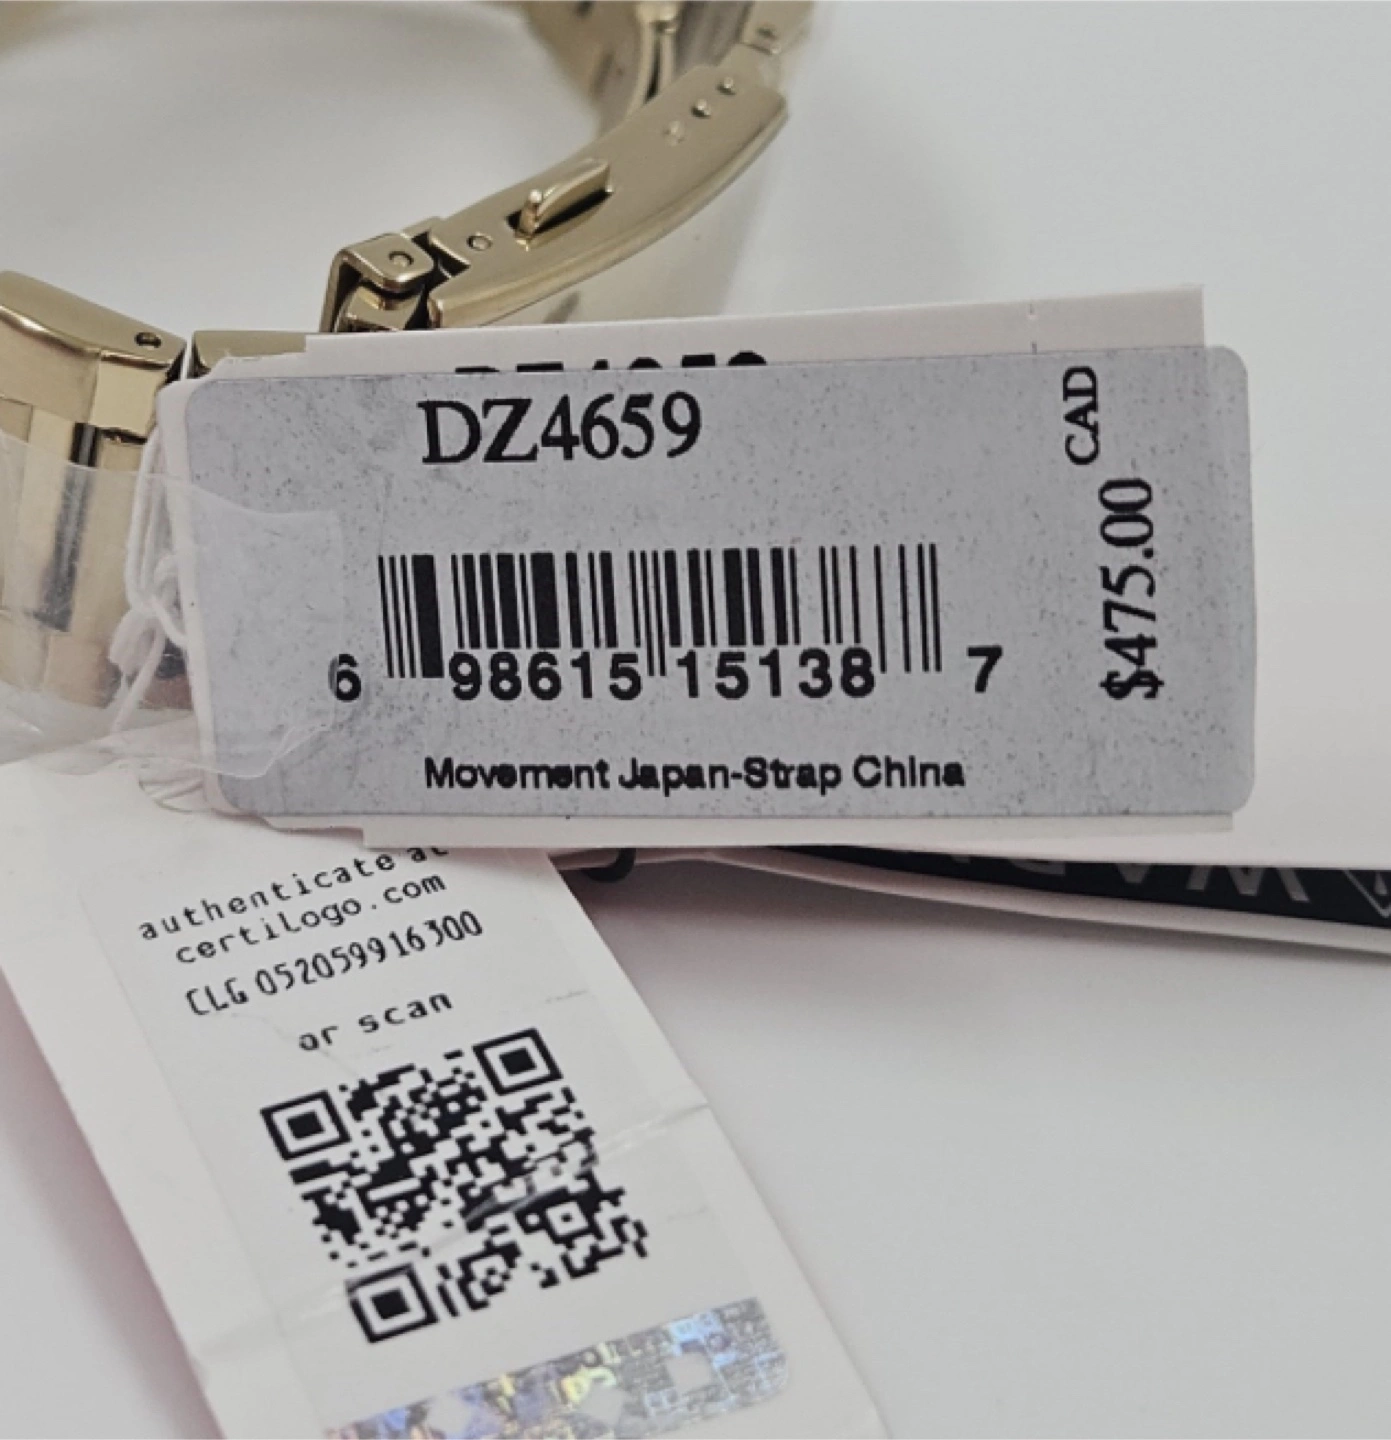 DZ4659
CAD
$475.00
6 98615 15138 7
Movement Japan-Strap China
authenticate at
certiLogo.com
CLG 052059916300
or scan